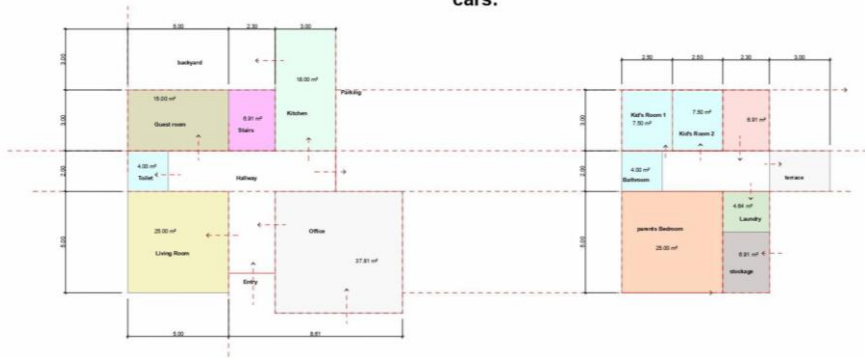 cars.
5.00
2.30
3.00
3.00
backyard
18.00 m²
Kitchen
Parking
15.00 m²
Guest room
6.91 m²
Stairs
3.00
2.00
4.00 m²
Toilet
Hallway
25.00 m²
Living Room
Office
37.81 m²
5.00
Entry
5.00
8.61
2.50
2.50
2.30
3.00
3.00
Kid's Room 1
7.50 m²
7.50 m²
Kid's Room 2
6.91 m²
2.00
4.00 m²
Bathroom
terrace
4.64 m²
Laundry
parents Bedroom
25.00 m²
6.91 m²
stockage
5.00